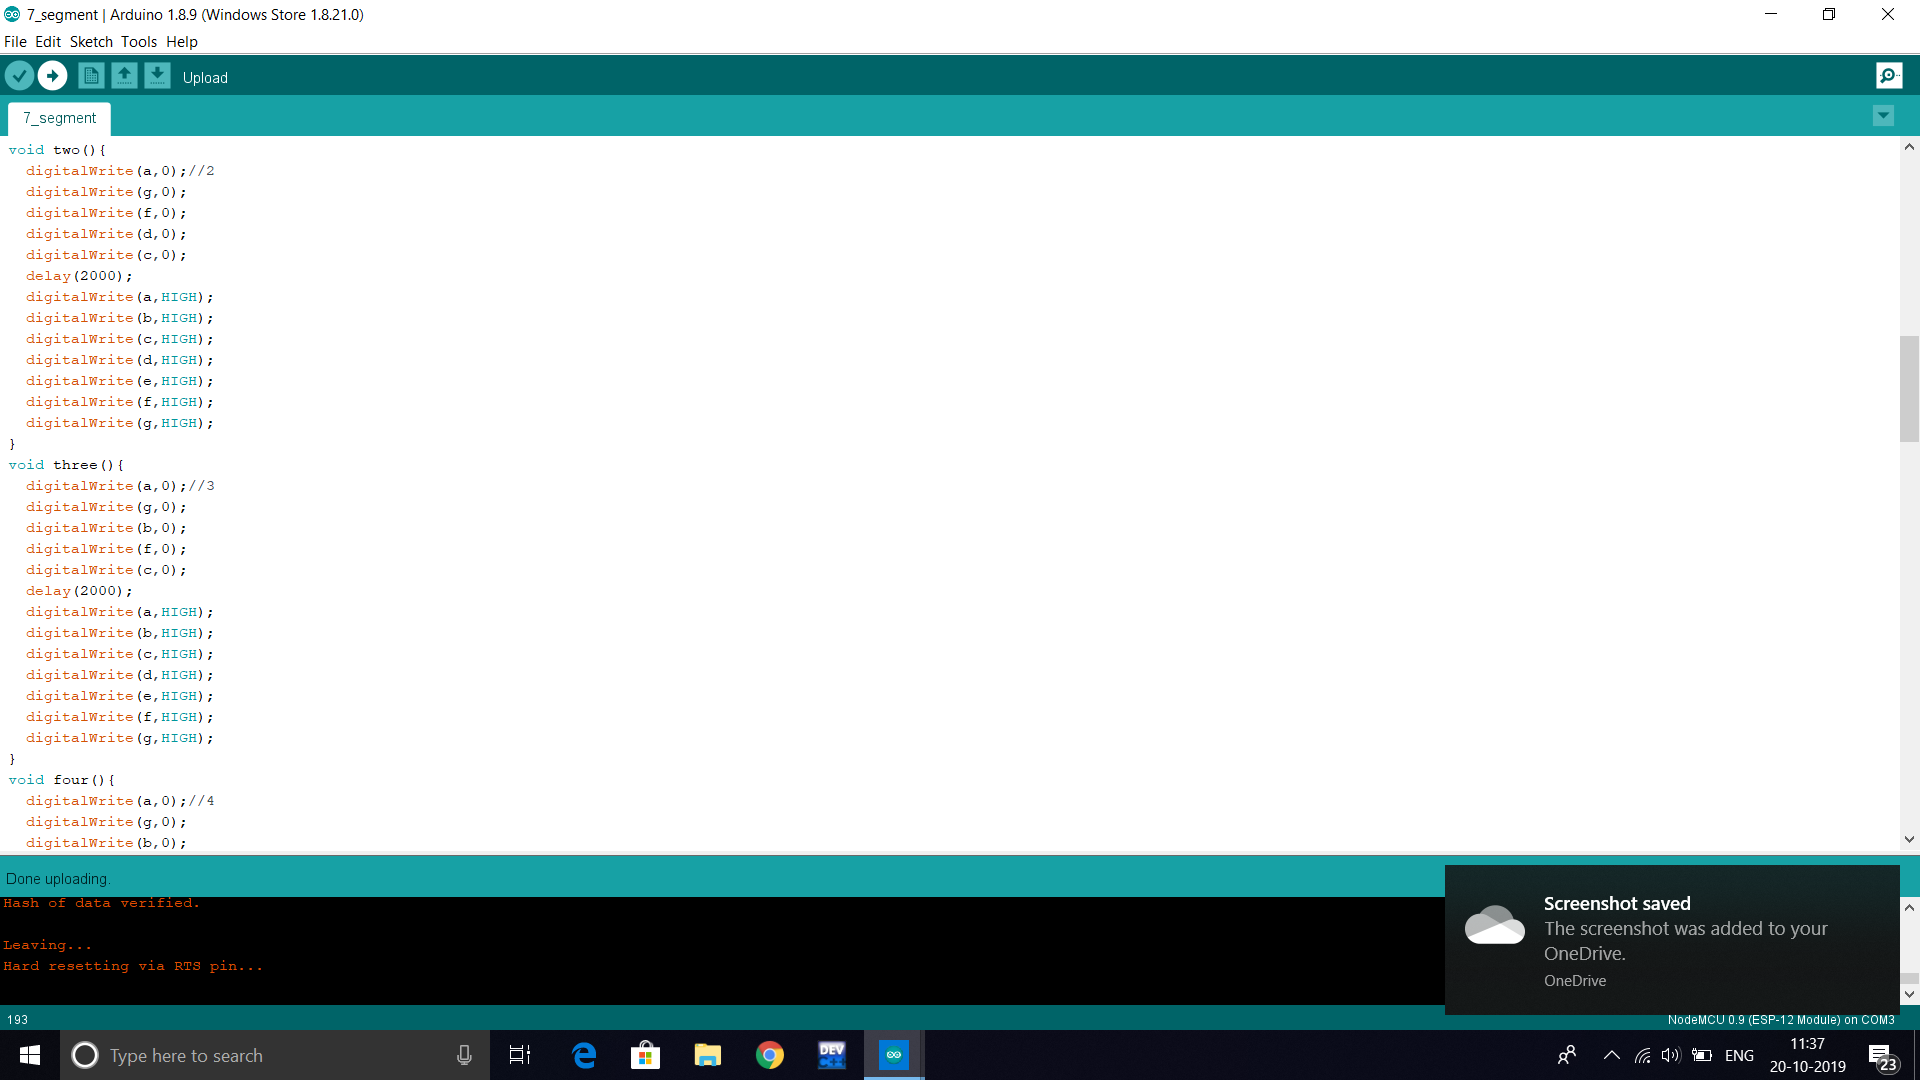 7_segment | Arduino 1.8.9 (Windows Store 1.8.21.0)
File Edit Sketch Tools Help
Upload
7_segment
void two(){
digitalWrite(a,0);//2
digitalWrite(g,0);
digitalWrite(f,0);
digitalWrite(d,0);
digitalWrite(c,0);
delay(2000);
digitalWrite(a,HIGH);
digitalWrite(b,HIGH);
digitalWrite(c,HIGH);
digitalWrite(d,HIGH);
digitalWrite(e,HIGH);
digitalWrite(f,HIGH);
digitalWrite(g,HIGH);
}
void three(){
digitalWrite(a,0);//3
digitalWrite(g,0);
digitalWrite(b,0);
digitalWrite(f,0);
digitalWrite(c,0);
delay(2000);
digitalWrite(a,HIGH);
digitalWrite(b,HIGH);
digitalWrite(c,HIGH);
digitalWrite(d,HIGH);
digitalWrite(e,HIGH);
digitalWrite(f,HIGH);
digitalWrite(g,HIGH);
}
void four(){
digitalWrite(a,0);//4
digitalWrite(g,0);
digitalWrite(b,0);
Done uploading.
Hash of data verified.
Leaving...
Hard resetting via RTS pin...
Screenshot saved
The screenshot was added to your
OneDrive.
OneDrive
193
NodeMCU 0.9 (ESP-12 Module) on COM3
Type here to search
DEV
C++
ENG
11:37
20-10-2019
23